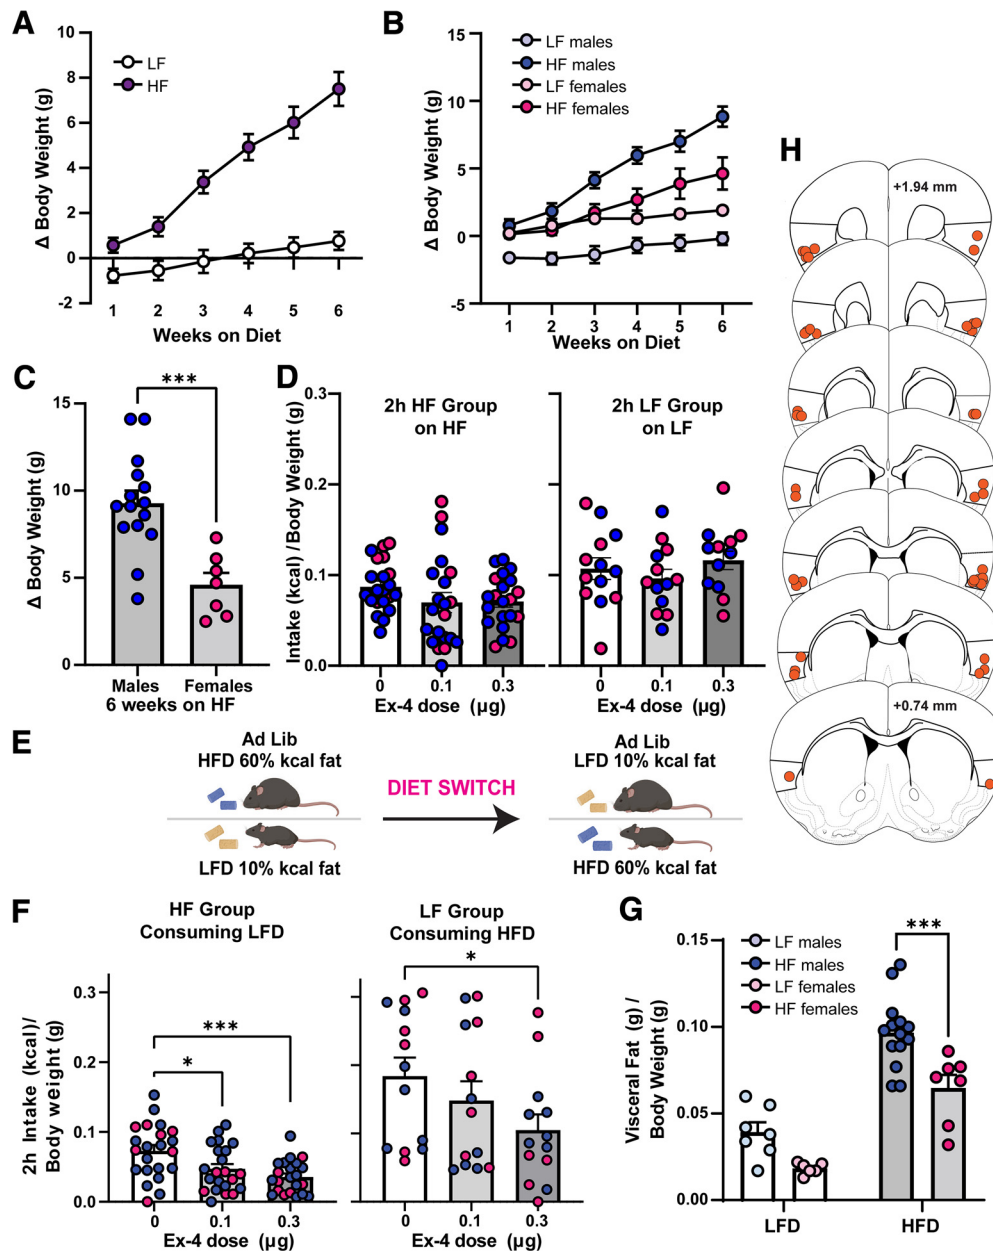 A
Δ Body Weight (g)
10
8
6
4
2
0
-2
LF
HF
1 2 3 4 5 6
Weeks on Diet
B
Δ Body Weight (g)
15
10
5
0
-5
LF males
HF males
LF females
HF females
1 2 3 4 5 6
Weeks on Diet
H
+1.94 mm
+0.74 mm
C
Δ Body Weight (g)
15
10
5
0
***
Males Females
6 weeks on HF
D
Intake (kcal)/Body Weight (g)
0.3
0.2
0.1
0.0
2h HF Group
on HF
0 0.1 0.3
Ex-4 dose (µg)
2h LF Group
on LF
0 0.1 0.3
Ex-4 dose (µg)
E
Ad Lib
HFD 60% kcal fat
LFD 10% kcal fat
DIET SWITCH
Ad Lib
LFD 10% kcal fat
HFD 60% kcal fat
F
2h Intake (kcal)/
Body weight (g)
HF Group
Consuming LFD
0.3
0.2
0.1
0.0
***
*
0 0.1 0.3
Ex-4 dose (µg)
LF Group
Consuming HFD
*
0 0.1 0.3
Ex-4 dose (µg)
G
Visceral Fat (g) /
Body Weight (g)
0.15
0.10
0.05
0.00
LF males
HF males
LF females
HF females
***
LFD HFD